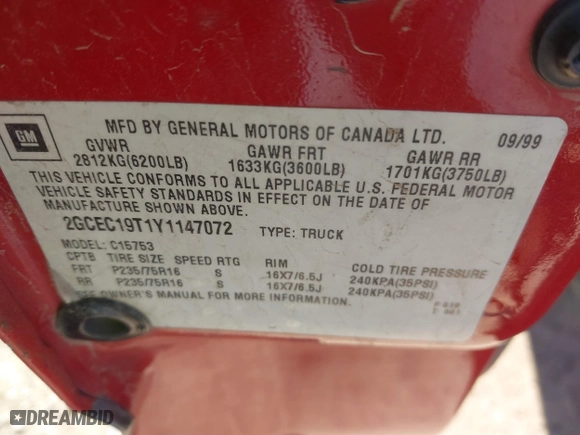 GM
MFD BY GENERAL MOTORS OF CANADA LTD. 09/99
GVWR GAWR FRT GAWR RR
2812KG(6200LB) 1633KG(3600LB) 1701KG(3750LB)
THIS VEHICLE CONFORMS TO ALL APPLICABLE U.S. FEDERAL MOTOR
VEHICLE SAFETY STANDARDS IN EFFECT ON THE DATE OF
MANUFACTURE SHOWN ABOVE.
2GCEC19T1Y1147072 TYPE: TRUCK
MODEL: C15753
CPTB TIRE SIZE SPEED RTG RIM COLD TIRE PRESSURE
FRT P235/75R16 S 16X7/6.5J 240KPA(35PSI)
RR P235/75R16 S 16X7/6.5J 240KPA(35PSI)
SEE OWNER'S MANUAL FOR MORE INFORMATION.
DREAMBID